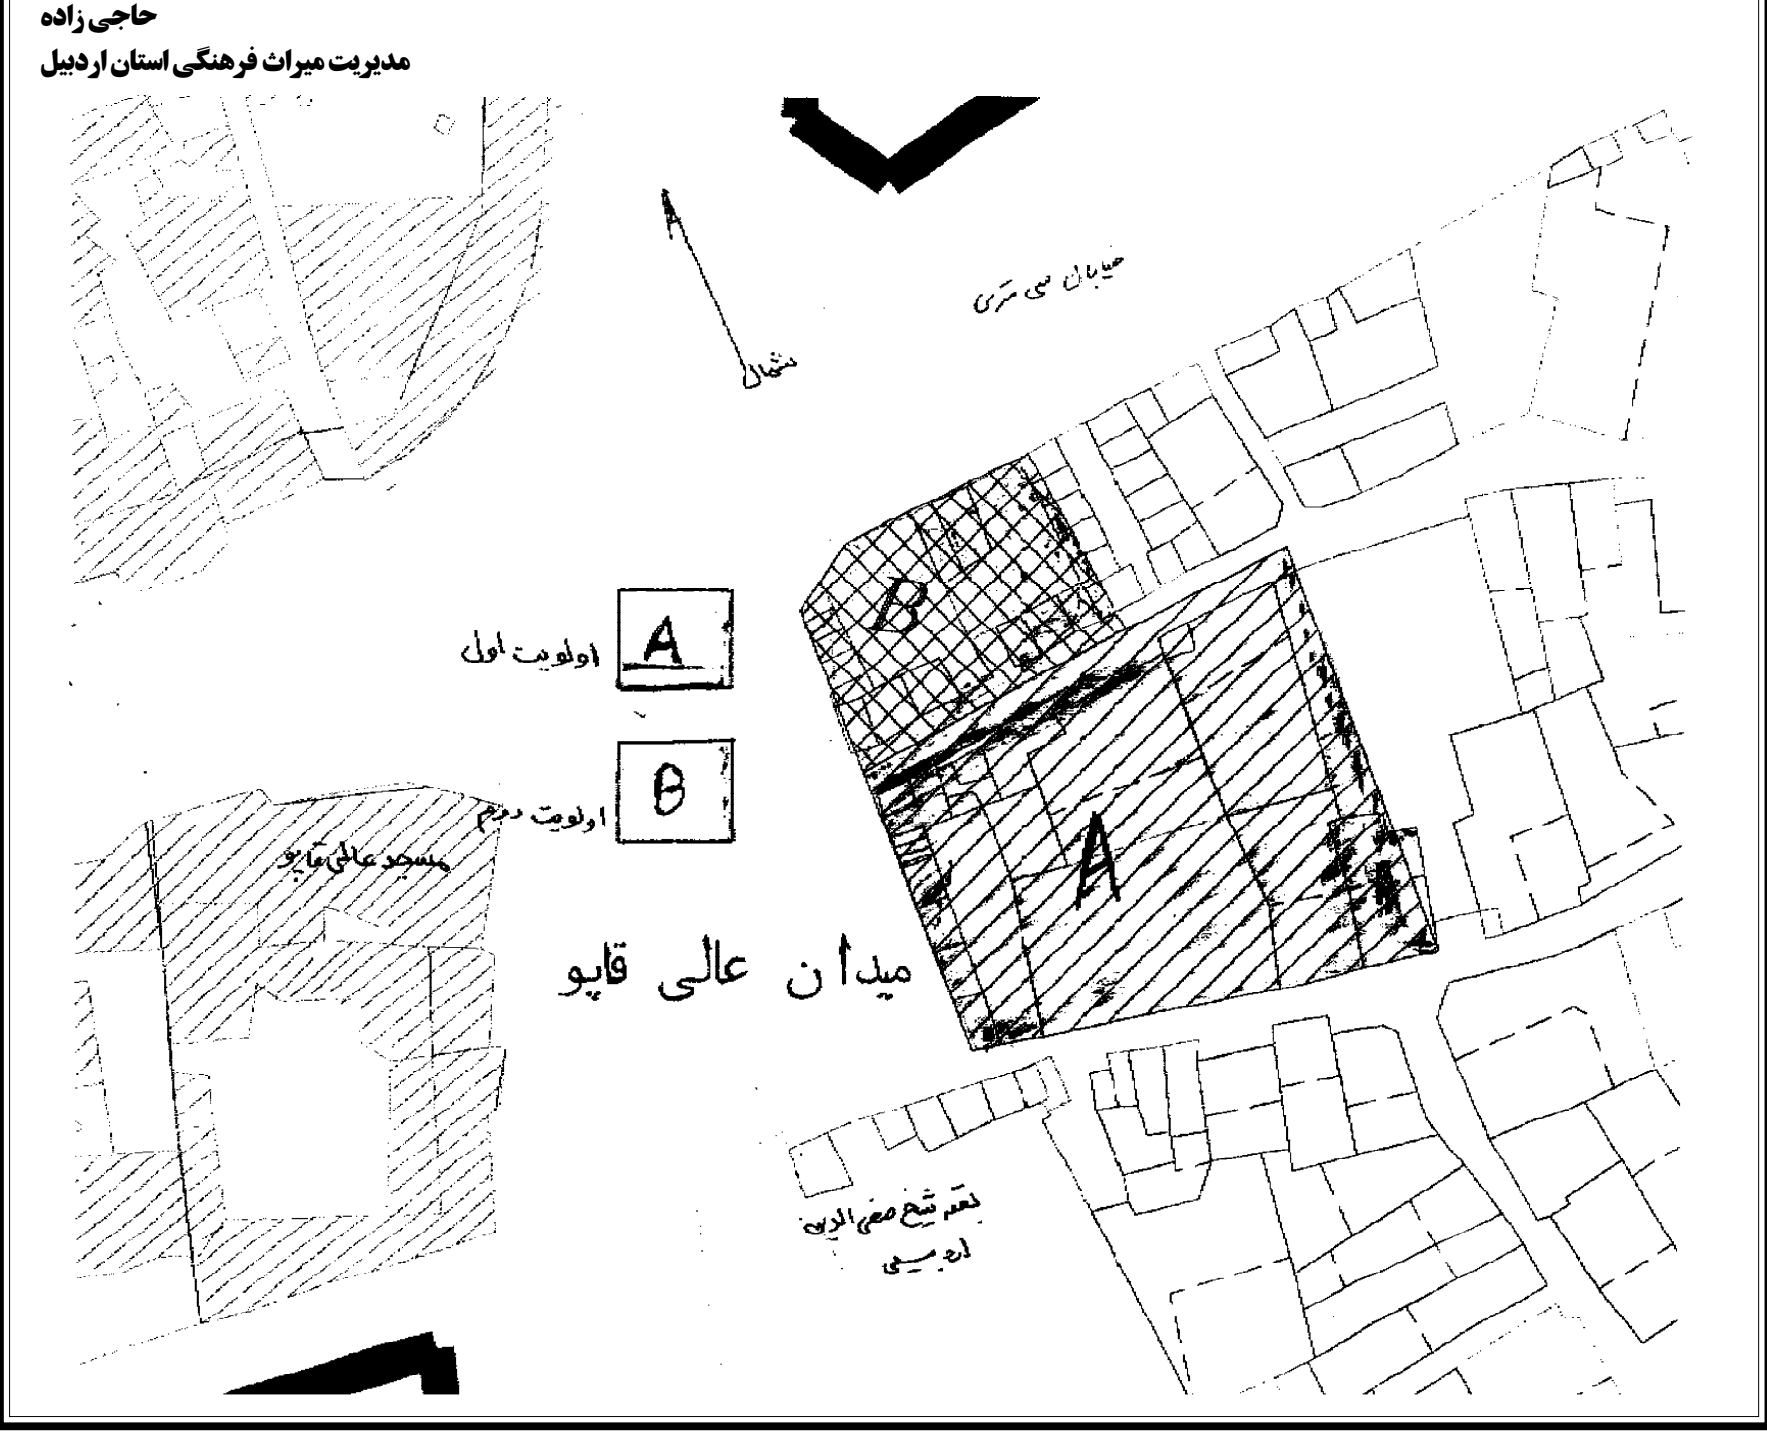 حاجی زاده
مدیریت میراث فرهنگی استان اردبیل
خیابان سی متری
شمال
B
A
اولویت اول
B
اولویت دوم
مسجد عالی قاپو
A
میدان عالی قاپو
بقعه شیخ صفی الدین
اردبیلی